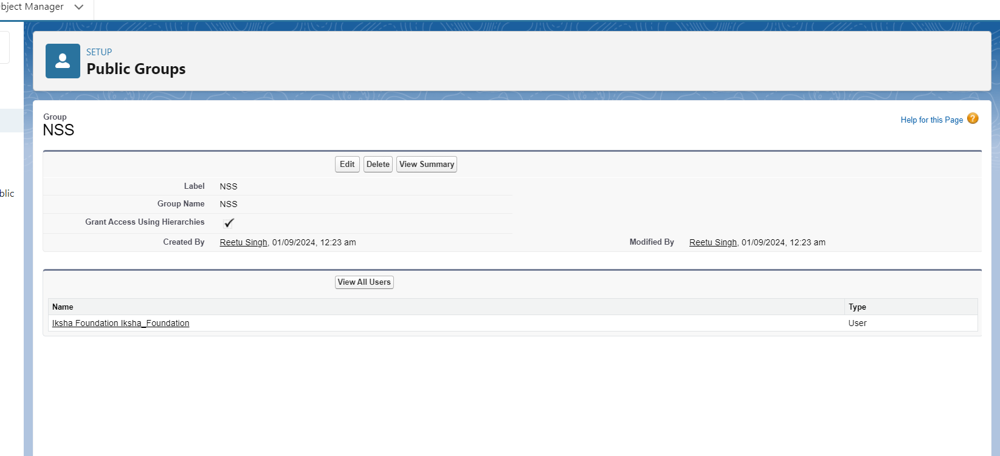 bject Manager
SETUP
Public Groups
Group
NSS
Help for this Page ?
Edit Delete View Summary
Label NSS
Group Name NSS
blic
Grant Access Using Hierarchies
Created By Reetu Singh, 01/09/2024, 12:23 am Modified By Reetu Singh, 01/09/2024, 12:23 am
View All Users
Name Type
Iksha Foundation Iksha_Foundation User